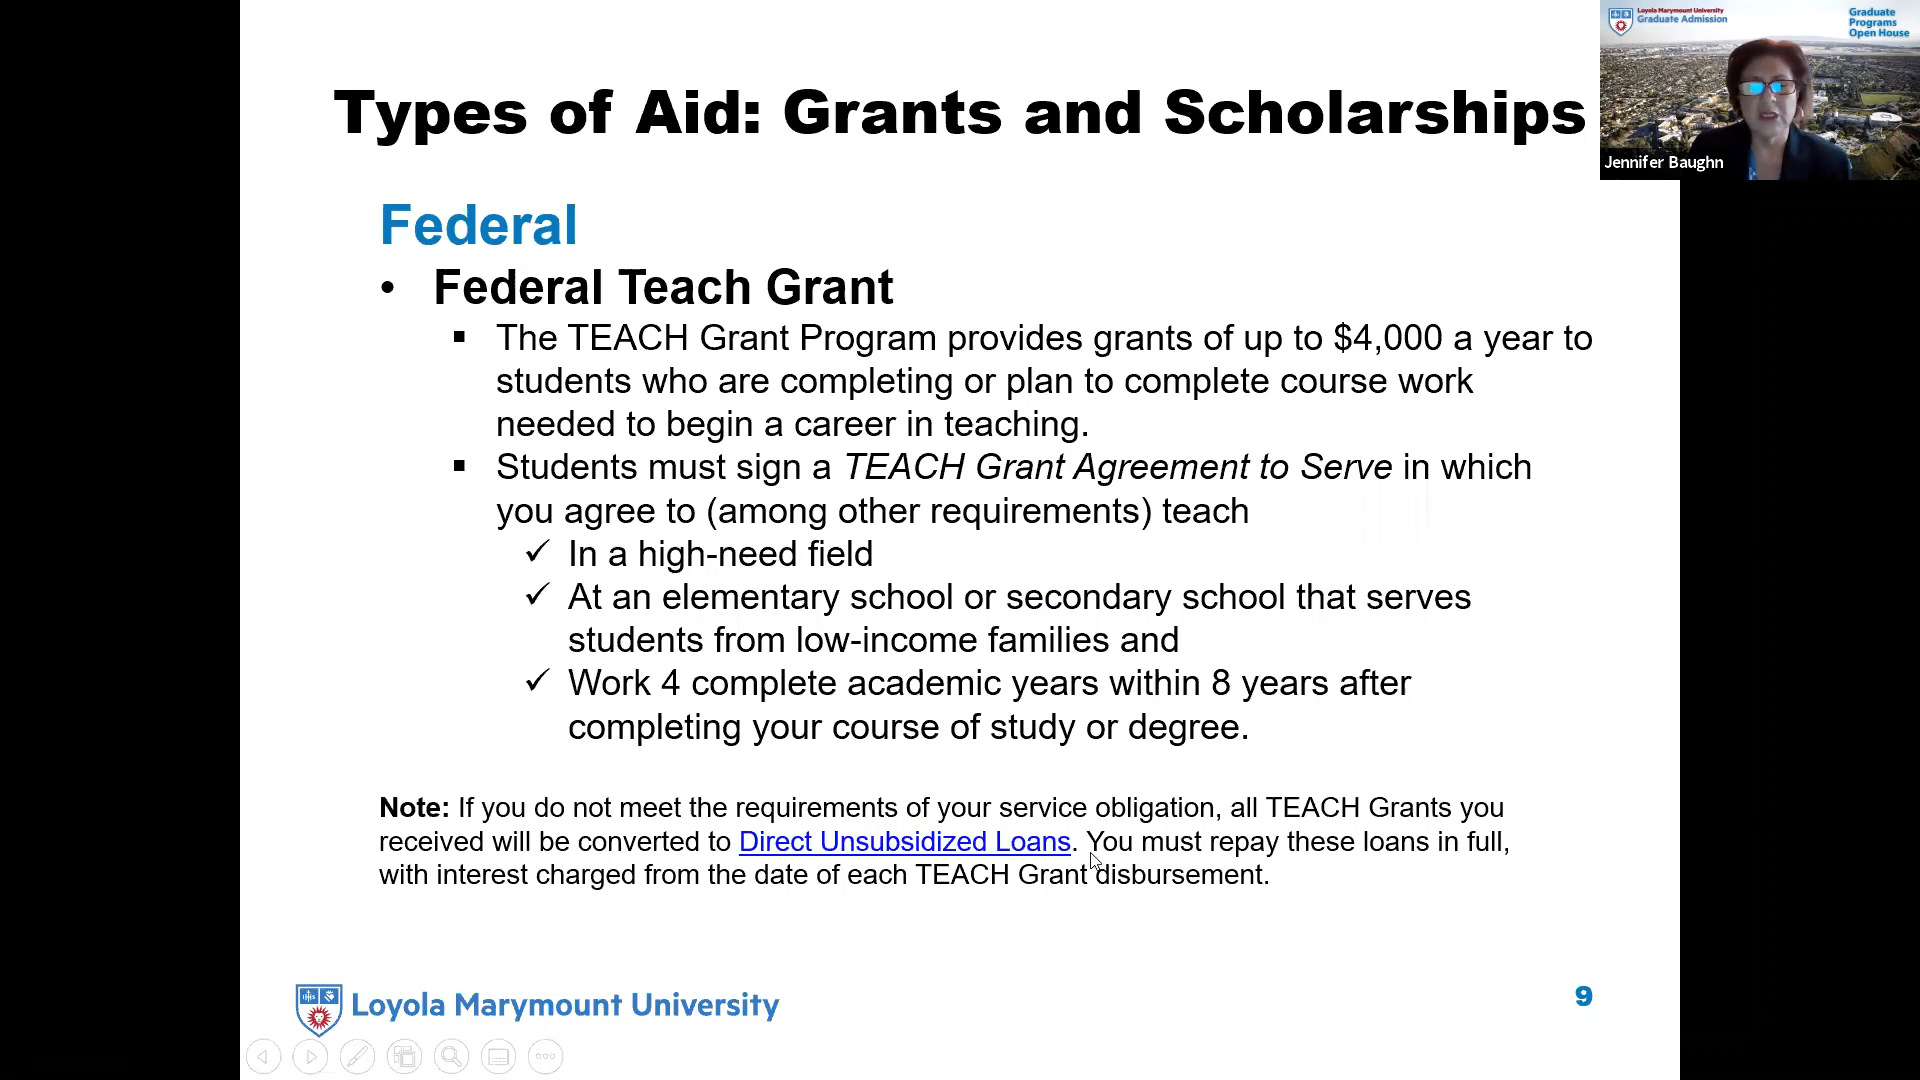 Types of Aid: Grants and Scholarships
Loyola Marymount University
Graduate Admission
Graduate
Programs
Open House
Jennifer Baughn
Federal
• Federal Teach Grant
▪ The TEACH Grant Program provides grants of up to $4,000 a year to
students who are completing or plan to complete course work
needed to begin a career in teaching.
▪ Students must sign a TEACH Grant Agreement to Serve in which
you agree to (among other requirements) teach
✓ In a high-need field
✓ At an elementary school or secondary school that serves
students from low-income families and
✓ Work 4 complete academic years within 8 years after
completing your course of study or degree.
Note: If you do not meet the requirements of your service obligation, all TEACH Grants you
received will be converted to Direct Unsubsidized Loans. You must repay these loans in full,
with interest charged from the date of each TEACH Grant disbursement.
Loyola Marymount University
9